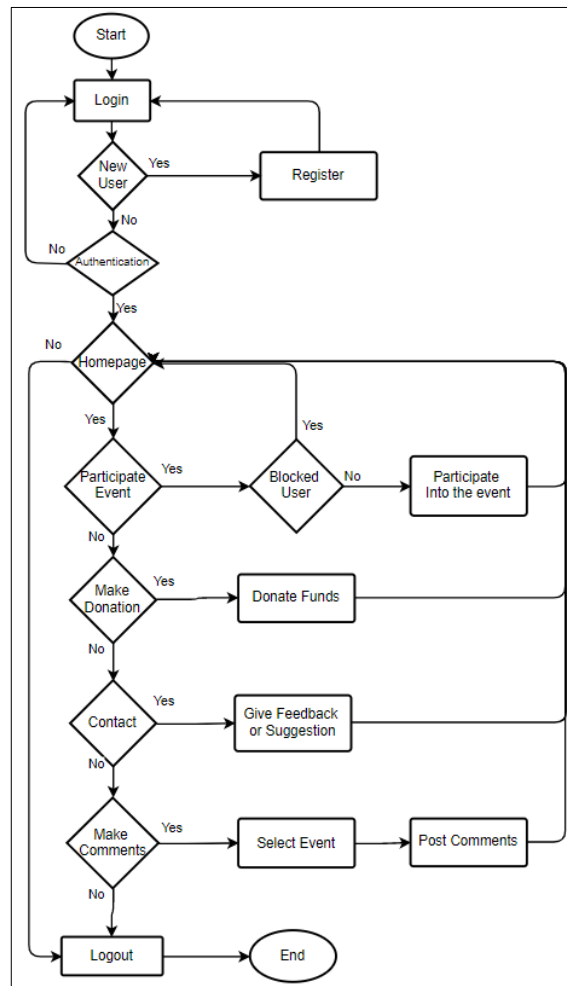 Start
Login
New
User
Yes
Register
No
No
Authentication
Yes
No
Homepage
Yes
Yes
Participate
Event
Yes
Blocked
User
No
Participate
Into the event
No
Make
Donation
Yes
Donate Funds
No
Contact
Yes
Give Feedback
or Suggestion
No
Make
Comments
Yes
Select Event
Post Comments
No
Logout
End